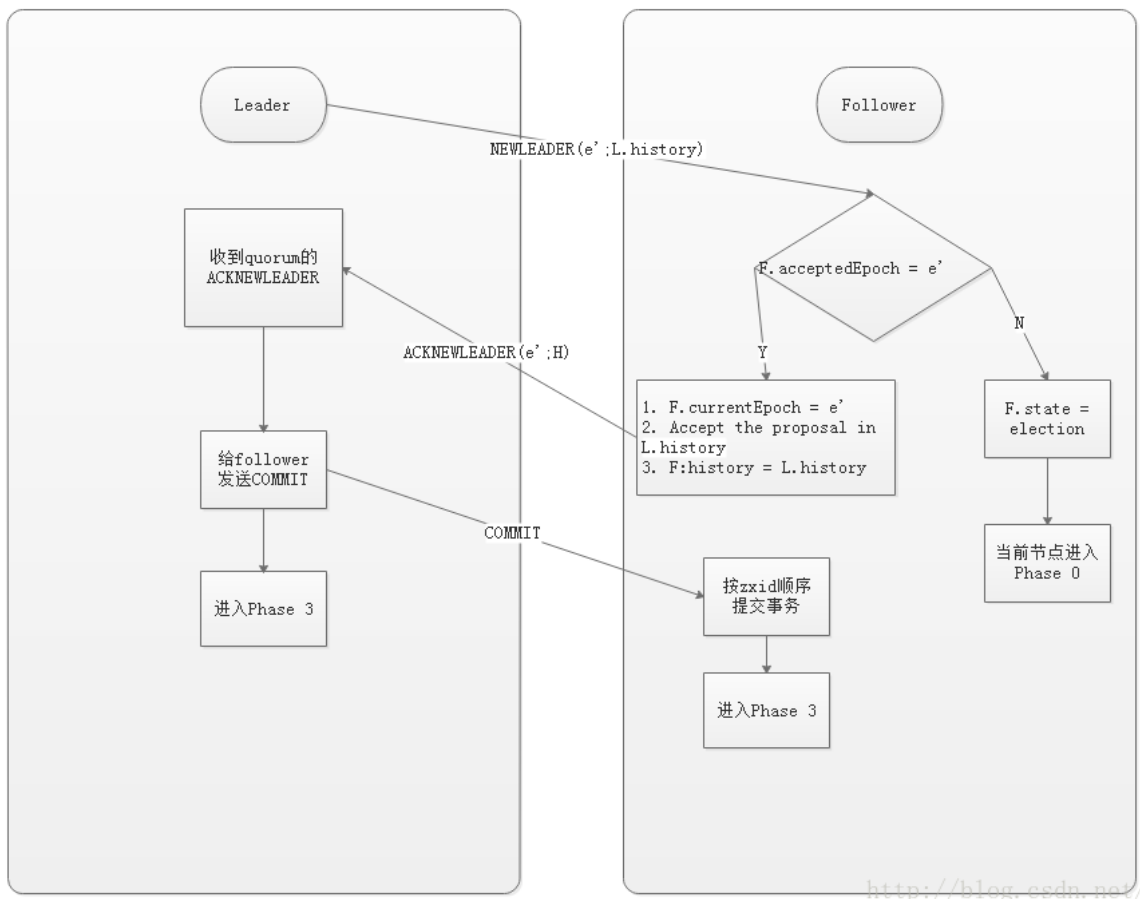 Leader
Follower
NEWLEADER(e';L.history)
收到quorum的
ACKNEWLEADER
F.acceptedEpoch = e'
N
Y
ACKNEWLEADER(e';H)
1. F.currentEpoch = e'
2. Accept the proposal in
L.history
3. F:history = L.history
F.state =
election
给follower
发送COMMIT
COMMIT
当前节点进入
Phase 0
按zxid顺序
提交事务
进入Phase 3
进入Phase 3
http://blog.csdn.net/